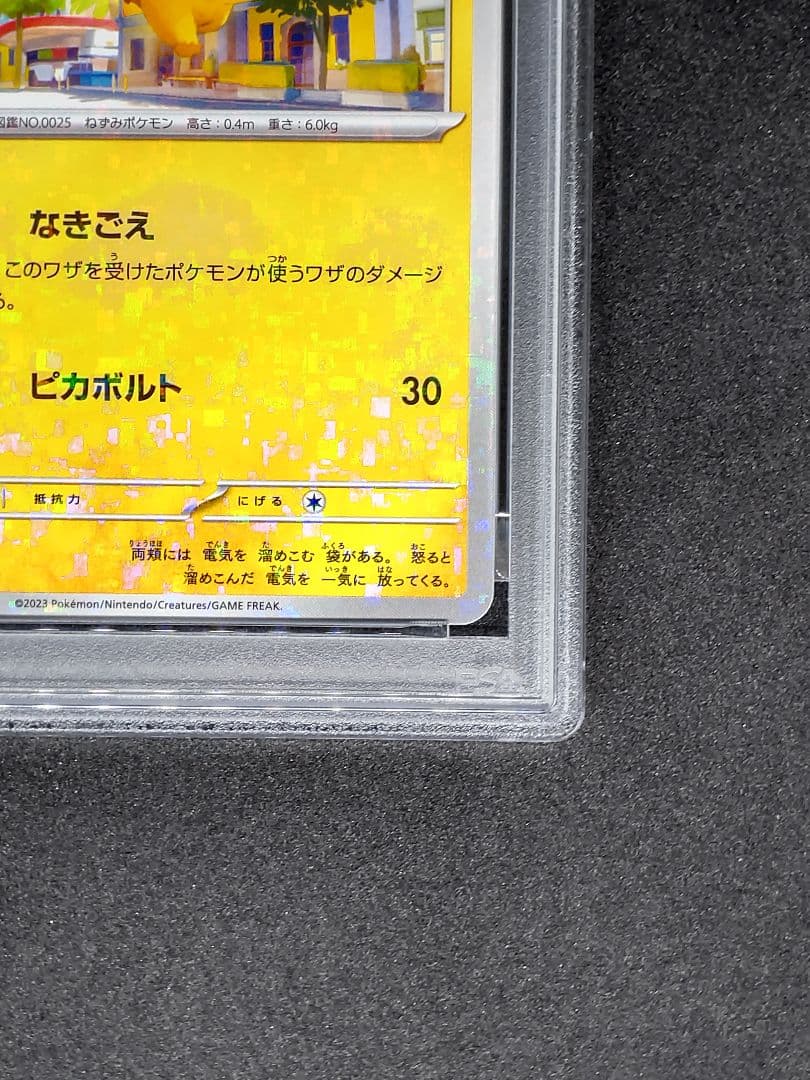 図鑑NO.0025 ねずみポケモン 高さ:0.4m 重さ:6.0kg
なきごえ
このワザを受けたポケモンが使うワザのダメージ
る。
ピカボルト 30
抵抗力 にげる
両頬には 電気を 溜めこむ 袋がある。 怒ると
溜めこんだ 電気を 一気に 放ってくる。
©2023 Pokémon/Nintendo/Creatures/GAME FREAK.
PSA